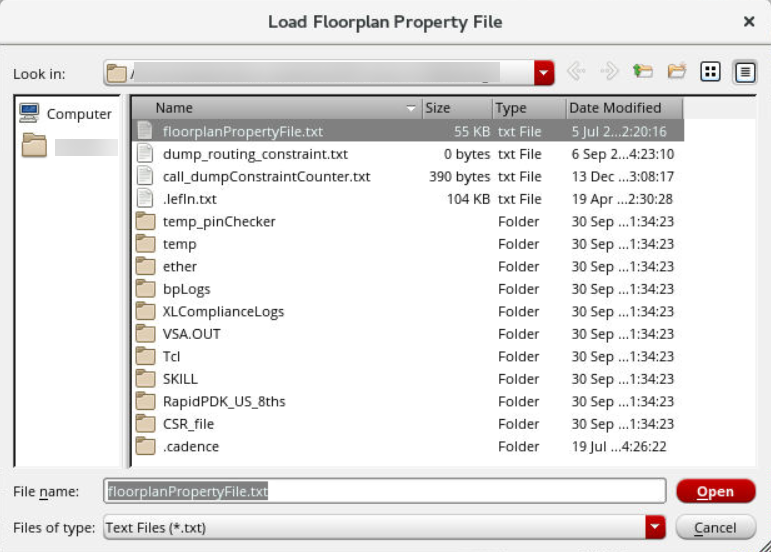 Load Floorplan Property File
Look in: /
Computer
Name Size Type Date Modified
floorplanPropertyFile.txt 55 KB txt File 5 Jul 2...2:20:16
dump_routing_constraint.txt 0 bytes txt File 6 Sep 2...4:23:10
call_dumpConstraintCounter.txt 390 bytes txt File 13 Dec ...3:08:17
.lefIn.txt 104 KB txt File 19 Apr ...2:30:28
temp_pinChecker Folder 30 Sep ...1:34:23
temp Folder 30 Sep ...1:34:23
ether Folder 30 Sep ...1:34:23
bpLogs Folder 30 Sep ...1:34:23
XLComplianceLogs Folder 30 Sep ...1:34:23
VSA.OUT Folder 30 Sep ...1:34:23
Tcl Folder 30 Sep ...1:34:23
SKILL Folder 30 Sep ...1:34:23
RapidPDK_US_8ths Folder 30 Sep ...1:34:23
CSR_file Folder 30 Sep ...1:34:23
.cadence Folder 19 Jul ...4:26:22
File name: floorplanPropertyFile.txt Open
Files of type: Text Files (*.txt) Cancel